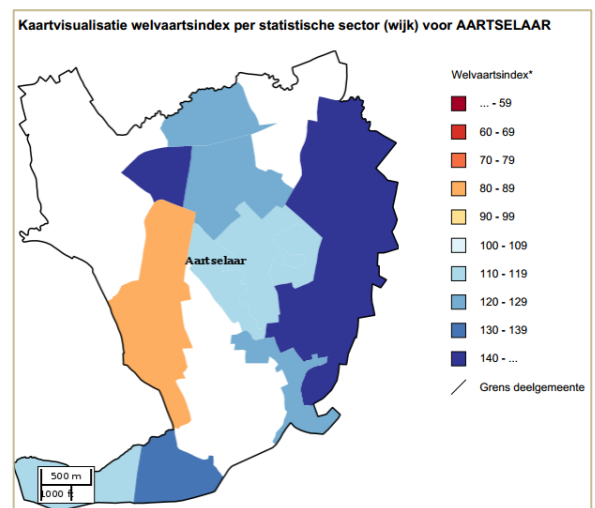 Kaartvisualisatie welvaartsindex per statistische sector (wijk) voor AARTSELAAR
Welvaartsindex*
... - 59
60 - 69
70 - 79
80 - 89
90 - 99
100 - 109
110 - 119
120 - 129
130 - 139
140 - ...
Grens deelgemeente
Aartselaar
500 m
1000 ft